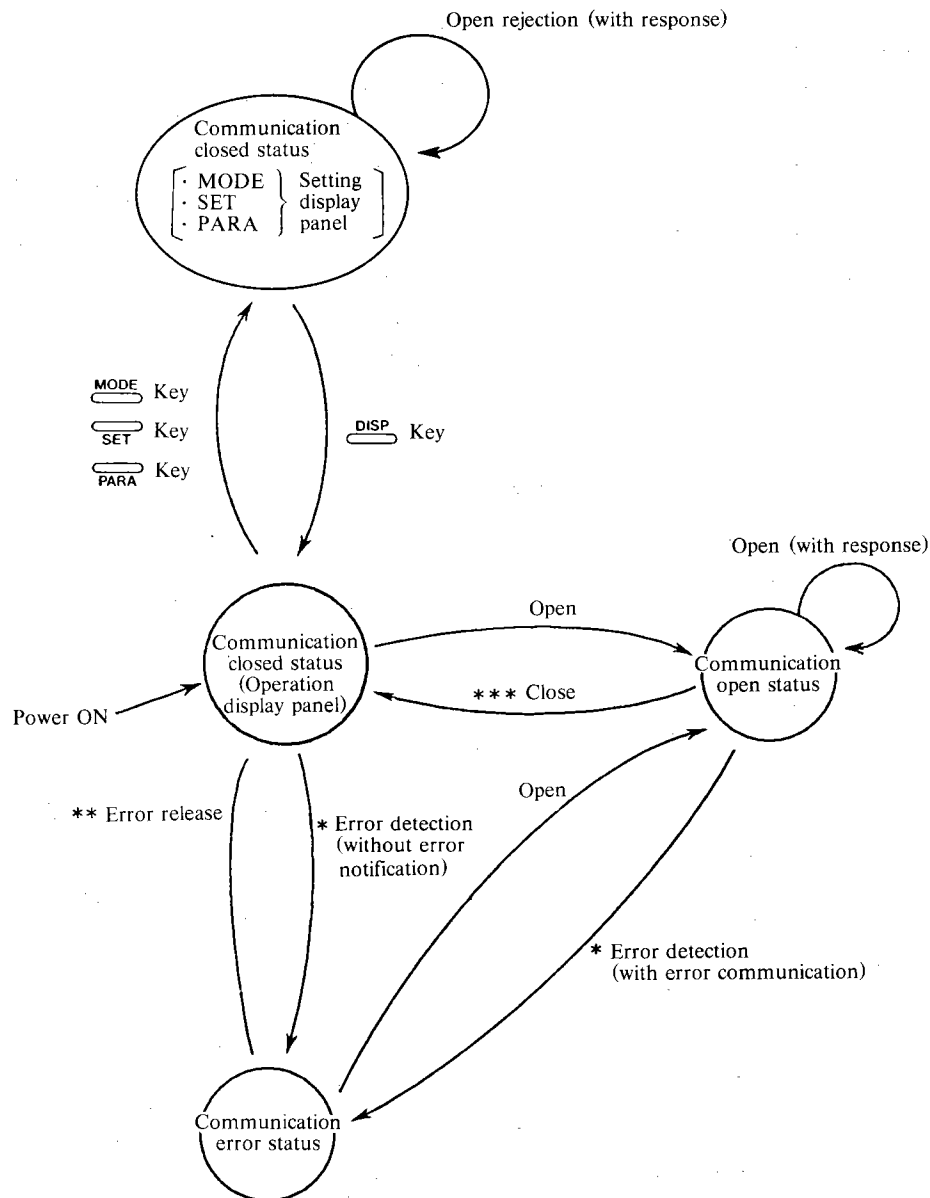 Open rejection (with response)
Communication
closed status
· MODE
· SET
· PARA
Setting
display
panel
MODE Key
SET Key
PARA Key
DISP Key
Open (with response)
Open
Communication
closed status
(Operation
display panel)
Communication
open status
*** Close
Power ON
Open
** Error release
* Error detection
(without error
notification)
* Error detection
(with error communication)
Communication
error status